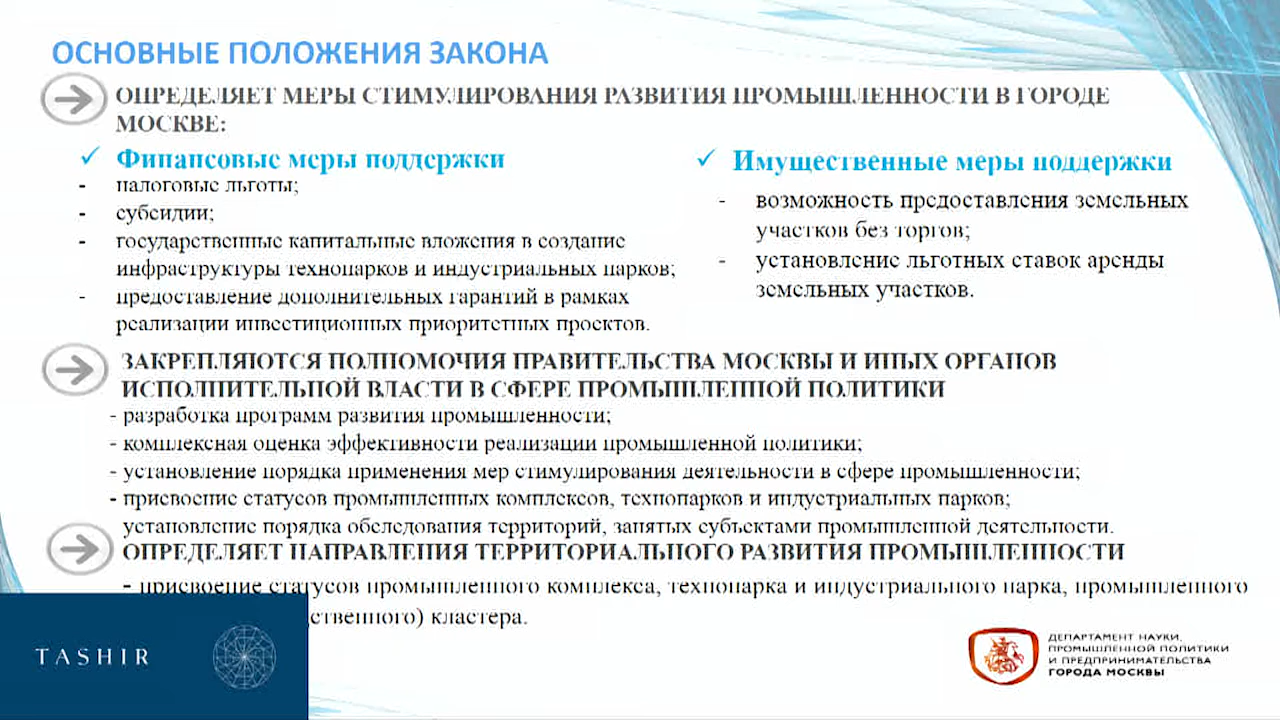 ОСНОВНЫЕ ПОЛОЖЕНИЯ ЗАКОНА
ОПРЕДЕЛЯЕТ МЕРЫ СТИМУЛИРОВАНИЯ РАЗВИТИЯ ПРОМЫШЛЕННОСТИ В ГОРОДЕ
МОСКВЕ:
✓ Финансовые меры поддержки
- налоговые льготы;
- субсидии;
- государственные капитальные вложения в создание
инфраструктуры технопарков и индустриальных парков;
- предоставление дополнительных гарантий в рамках
реализации инвестиционных приоритетных проектов.
✓ Имущественные меры поддержки
- возможность предоставления земельных
участков без торгов;
- установление льготных ставок аренды
земельных участков.
ЗАКРЕПЛЯЮТСЯ ПОЛНОМОЧИЯ ПРАВИТЕЛЬСТВА МОСКВЫ И ИНЫХ ОРГАНОВ
ИСПОЛНИТЕЛЬНОЙ ВЛАСТИ В СФЕРЕ ПРОМЫШЛЕННОЙ ПОЛИТИКИ
- разработка программ развития промышленности;
- комплексная оценка эффективности реализации промышленной политики;
- установление порядка применения мер стимулирования деятельности в сфере промышленности;
- присвоение статусов промышленных комплексов, технопарков и индустриальных парков;
установление порядка обследования территорий, занятых субъектами промышленной деятельности.
ОПРЕДЕЛЯЕТ НАПРАВЛЕНИЯ ТЕРРИТОРИАЛЬНОГО РАЗВИТИЯ ПРОМЫШЛЕННОСТИ
- присвоение статусов промышленного комплекса, технопарка и индустриального парка, промышленного
ственного) кластера.
TASHIR
ДЕПАРТАМЕНТ НАУКИ,
ПРОМЫШЛЕННОЙ ПОЛИТИКИ
И ПРЕДПРИНИМАТЕЛЬСТВА
ГОРОДА МОСКВЫ